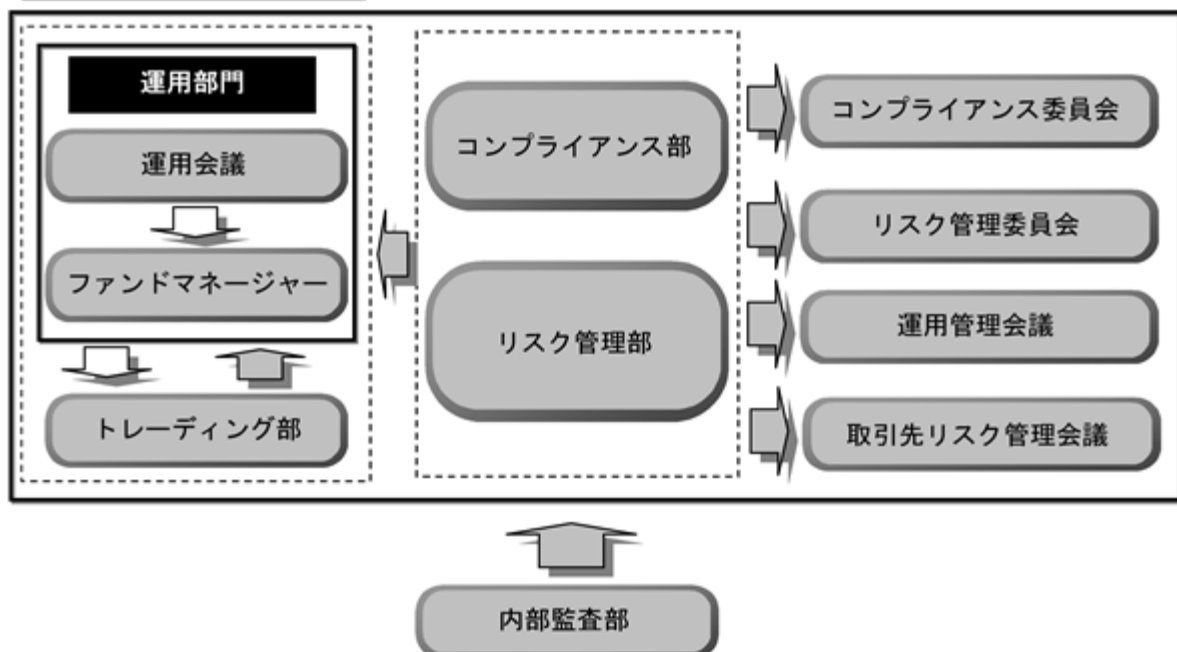 運用部門
運用会議
ファンドマネージャー
トレーディング部
コンプライアンス部
リスク管理部
コンプライアンス委員会
リスク管理委員会
運用管理会議
取引先リスク管理会議
内部監査部